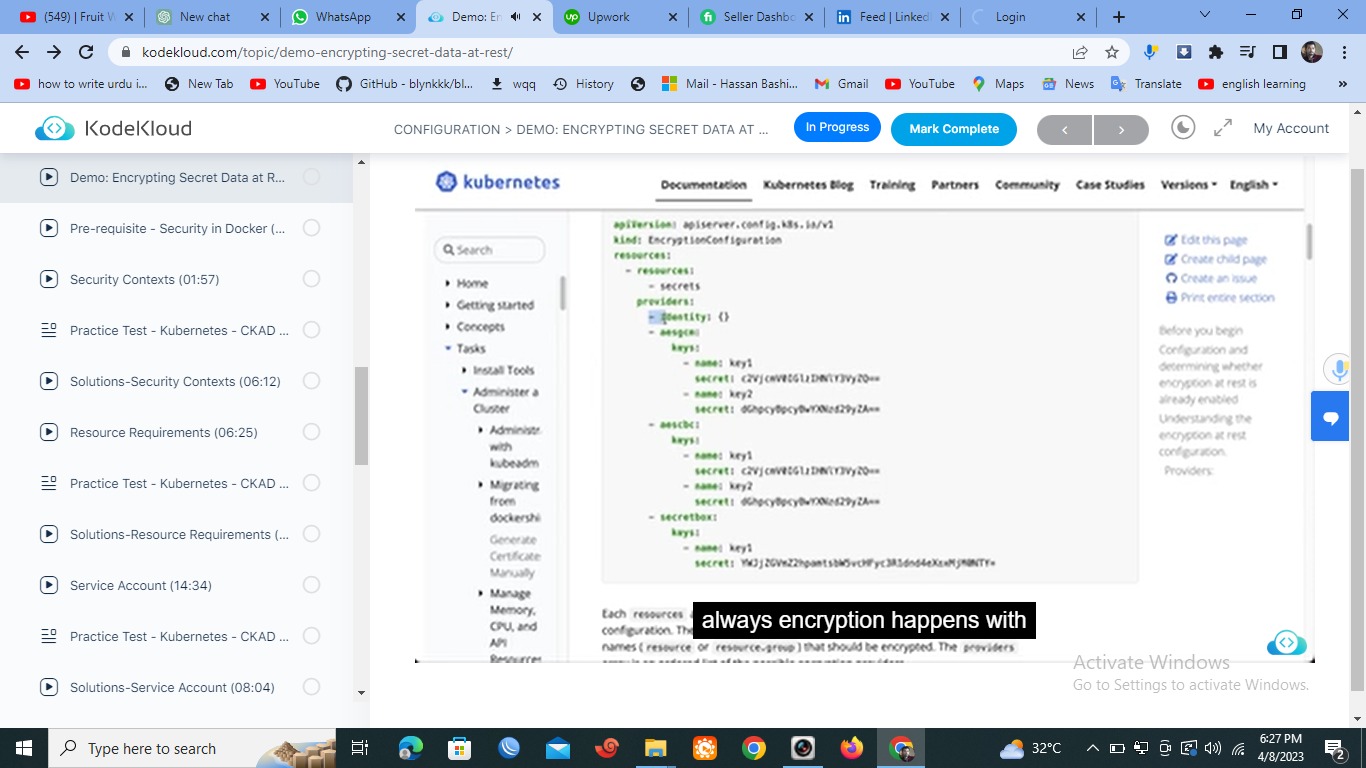 (549) | Fruit W
New chat
WhatsApp
Demo: En
Upwork
Seller Dashbo
Feed | Linked
Login
kodekloud.com/topic/demo-encrypting-secret-data-at-rest/
how to write urdu i...
New Tab
YouTube
GitHub - blynkkk/bl...
wqq
History
Mail - Hassan Bashi...
Gmail
YouTube
Maps
News
Translate
english learning
»
KodeKloud
CONFIGURATION > DEMO: ENCRYPTING SECRET DATA AT ...
In Progress
Mark Complete
My Account
Demo: Encrypting Secret Data at R...
Pre-requisite - Security in Docker (...
Security Contexts (01:57)
Practice Test - Kubernetes - CKAD ...
Solutions-Security Contexts (06:12)
Resource Requirements (06:25)
Practice Test - Kubernetes - CKAD ...
Solutions-Resource Requirements (...
Service Account (14:34)
Practice Test - Kubernetes - CKAD ...
Solutions-Service Account (08:04)
kubernetes
Documentation
Kubernetes Blog
Training
Partners
Community
Case Studies
Versions
English
Search
Home
Getting started
Concepts
Tasks
Install Tools
Administer a
Cluster
Administr
with
kubeadm
Migrating
from
dockershi
Generate
Certificate
Manually
Manage
Memory,
CPU, and
API
Resources
apiVersion: apiserver.config.k8s.io/v1
kind: EncryptionConfiguration
resources:
- resources:
- secrets
providers:
- identity: {}
- aesgcm:
keys:
- name: key1
secret: c2VjcmV0IGlzIHNlY3VyZQ==
- name: key2
secret: dGhpcyBpcyBwYXNzd29yZA==
- aescbc:
keys:
- name: key1
secret: c2VjcmV0IGlzIHNlY3VyZQ==
- name: key2
secret: dGhpcyBpcyBwYXNzd29yZA==
- secretbox:
keys:
- name: key1
secret:
Each resources
configuration. The
names ( resource or resource.group ) that should be encrypted. The providers
always encryption happens with
Edit this page
Create child page
Create an issue
Print entire section
Before you begin
Configuration and
determining whether
encryption at rest is
already enabled
Understanding the
encryption at rest
configuration.
Providers:
Activate Windows
Go to Settings to activate Windows.
Type here to search
32°C
6:27 PM
4/8/2023
2